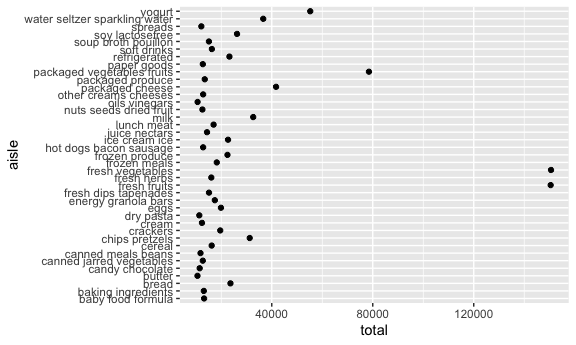 yogurt
water seltzer sparkling water
spreads
soy lactosefree
soup broth bouillon
soft drinks
refrigerated
paper goods
packaged vegetables fruits
packaged produce
packaged cheese
other creams cheeses
oils vinegars
nuts seeds dried fruit
milk
lunch meat
juice nectars
ice cream ice
hot dogs bacon sausage
frozen produce
frozen meals
fresh vegetables
fresh herbs
fresh fruits
fresh dips tapenades
energy granola bars
eggs
dry pasta
cream
crackers
chips pretzels
cereal
canned meals beans
canned jarred vegetables
candy chocolate
butter
bread
baking ingredients
baby food formula
aisle
40000
80000
120000
total